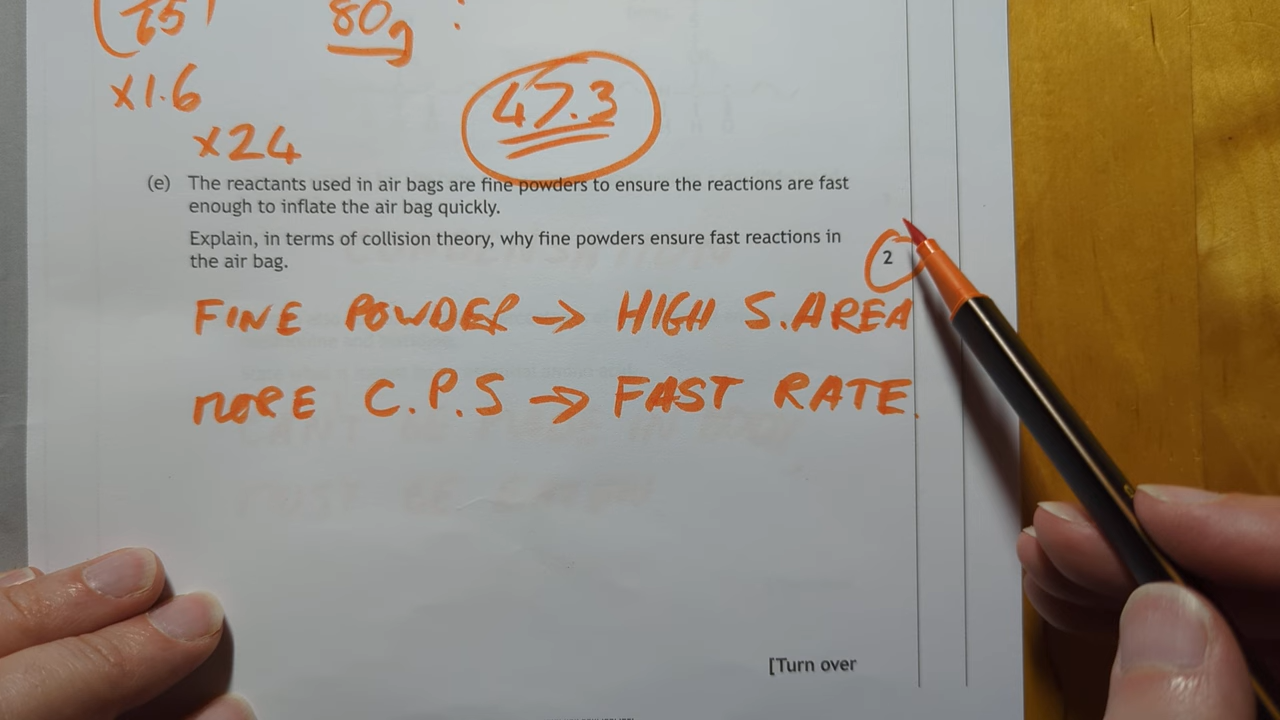 80g
×1.6
47.3
×24
(e) The reactants used in air bags are fine powders to ensure the reactions are fast
enough to inflate the air bag quickly.
Explain, in terms of collision theory, why fine powders ensure fast reactions in
the air bag.
2
FINE POWDER → HIGH S.AREA
MORE C.P.S → FAST RATE.
[Turn over